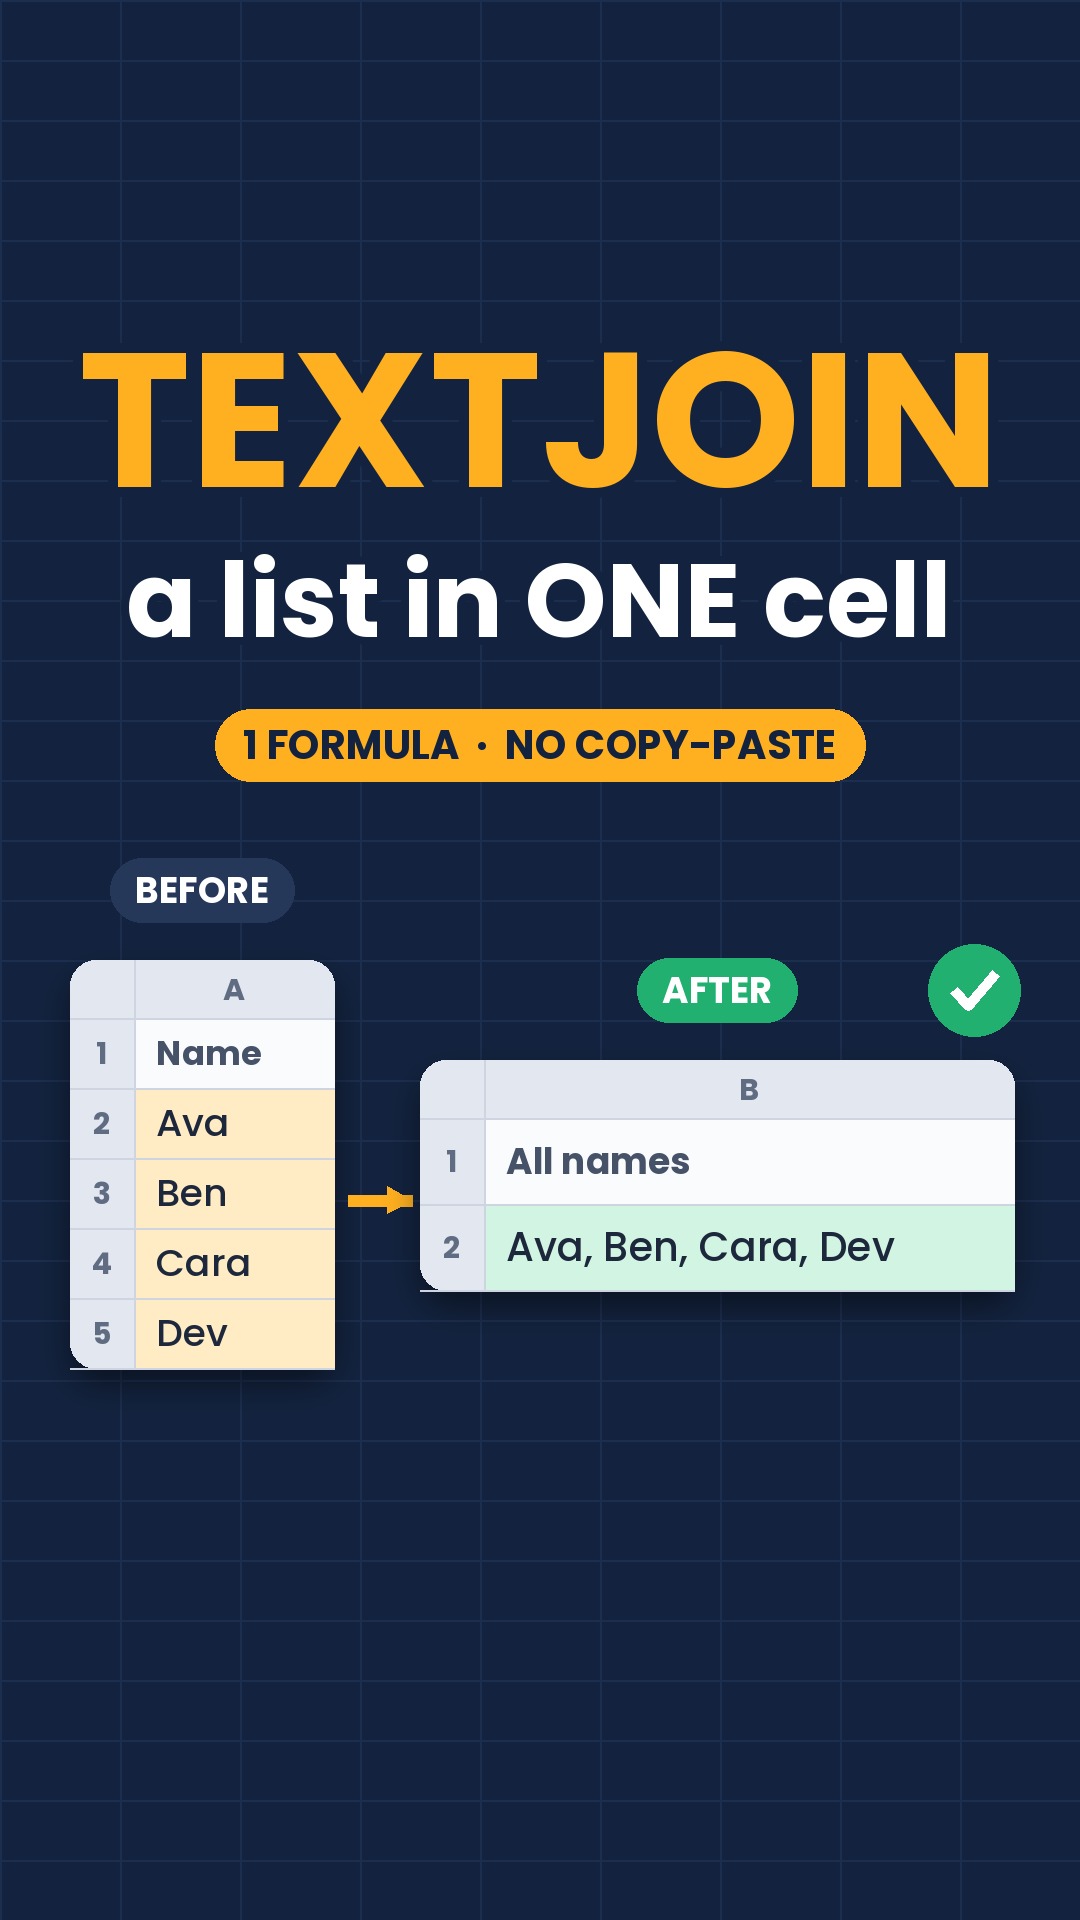 TEXTJOIN
a list in ONE cell
1 FORMULA · NO COPY-PASTE
BEFORE
A
1 Name
2 Ava
3 Ben
4 Cara
5 Dev
AFTER
B
1 All names
2 Ava, Ben, Cara, Dev